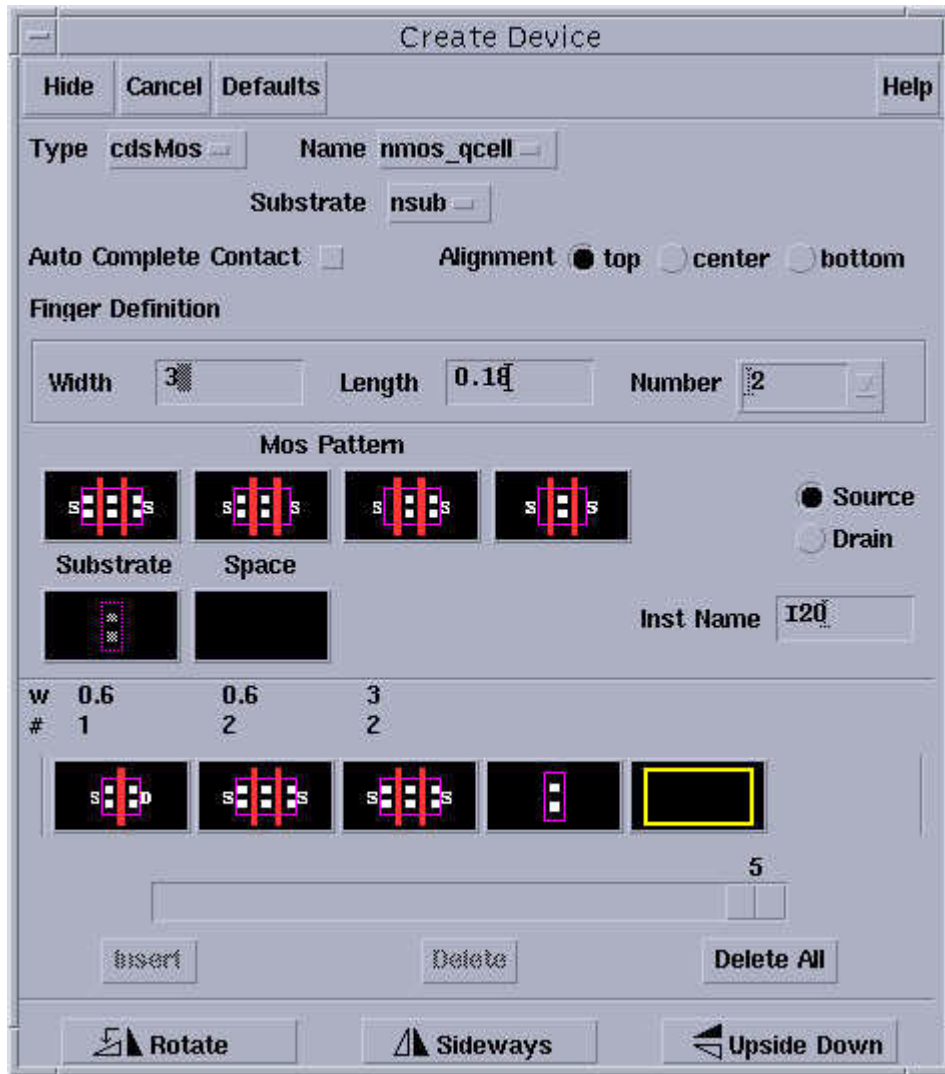 Create Device
Hide Cancel Defaults Help
Type cdsMos Name nmos_qcell
Substrate nsub
Auto Complete Contact Alignment top center bottom
Finger Definition
Width 3 Length 0.18 Number 2
Mos Pattern
S S S S S S S S
Source
Drain
Substrate Space
Inst Name I20
w 0.6 0.6 3
# 1 2 2
S D S S S S
5
Insert Delete Delete All
Rotate Sideways Upside Down